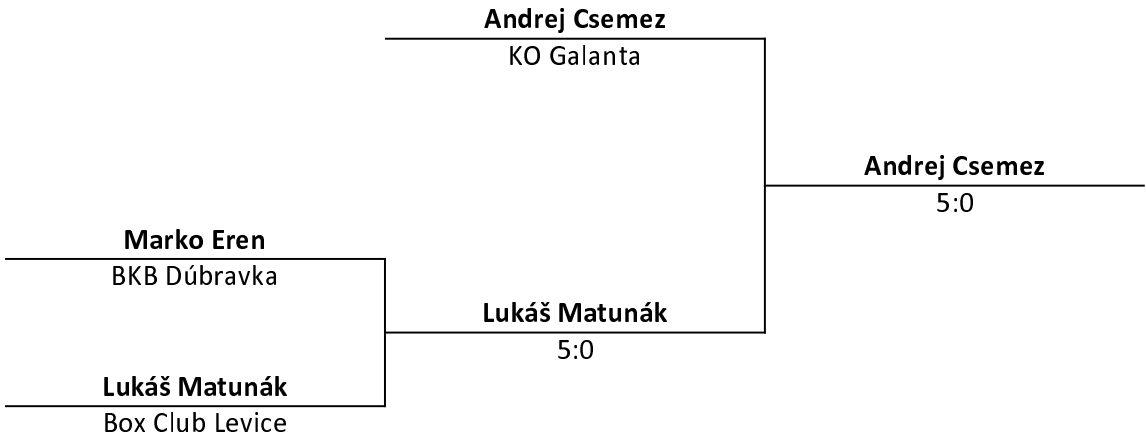 Andrej Csemez
KO Galanta
Andrej Csemez
5:0
Marko Eren
BKB Dúbravka
Lukáš Matunák
5:0
Lukáš Matunák
Box Club Levice